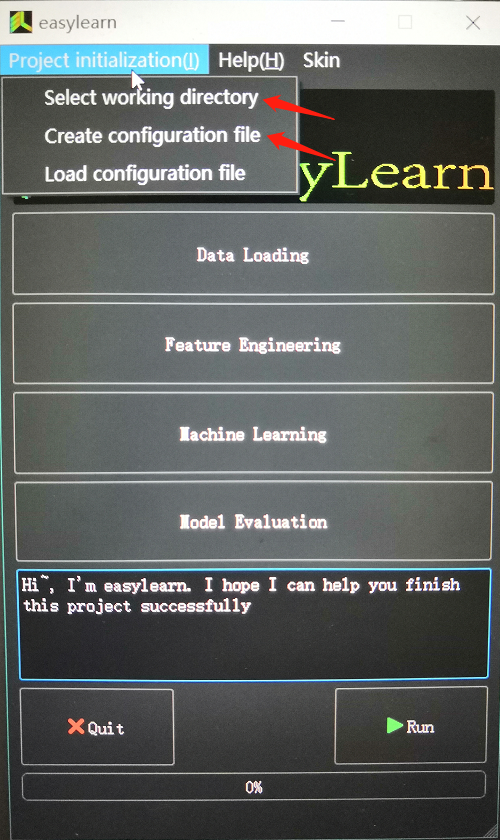 easylearn
Project initialization(I) Help(H) Skin
Select working directory
Create configuration file
Load configuration file
yLearn
Data Loading
Feature Engineering
Machine Learning
Model Evaluation
Hi~, I'm easylearn. I hope I can help you finish
this project successfully
Quit
Run
0%